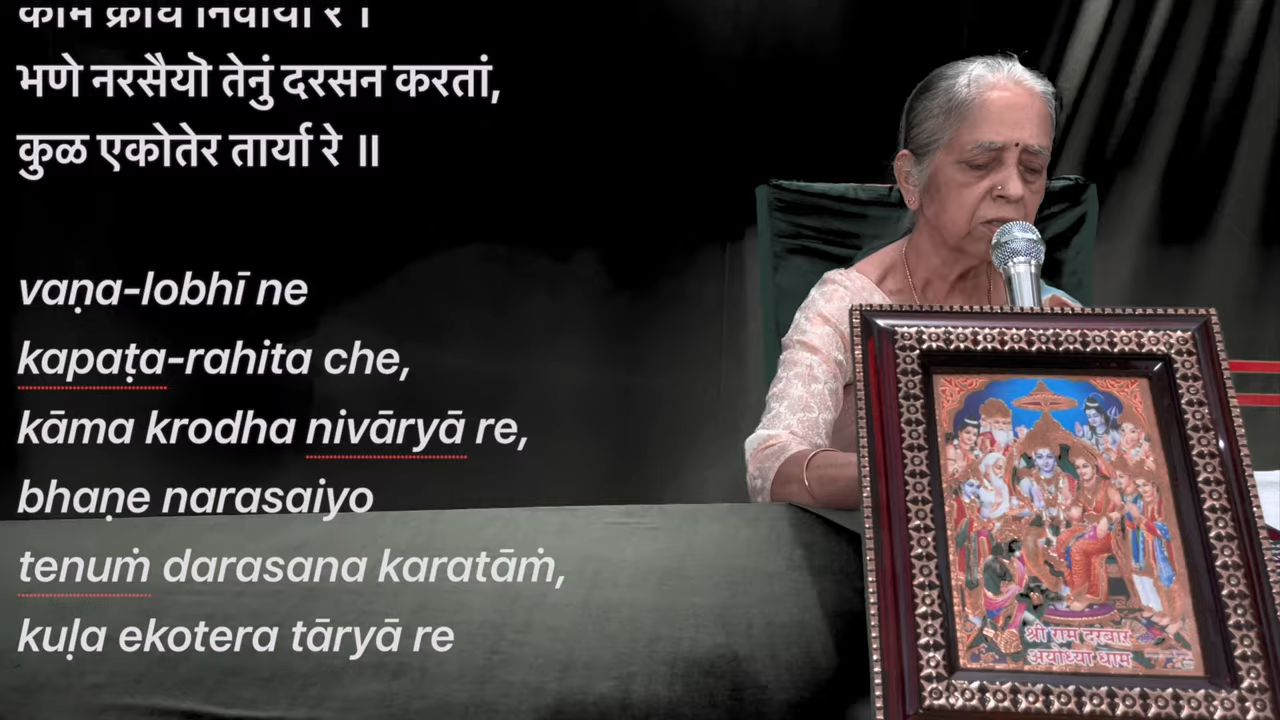 काम क्रोध निवार्या रे ।
भणे नरसैयॊ तेनुं दरसन करतां,
कुळ एकोतेर तार्या रे ॥
vaṇa-lobhī ne
kapaṭa-rahita che,
kāma krodha nivāryā re,
bhaṇe narasaiyo
tenuṁ darasana karatāṁ,
kuḷa ekotera tāryā re
श्री राम दरबार
अयोध्या धाम